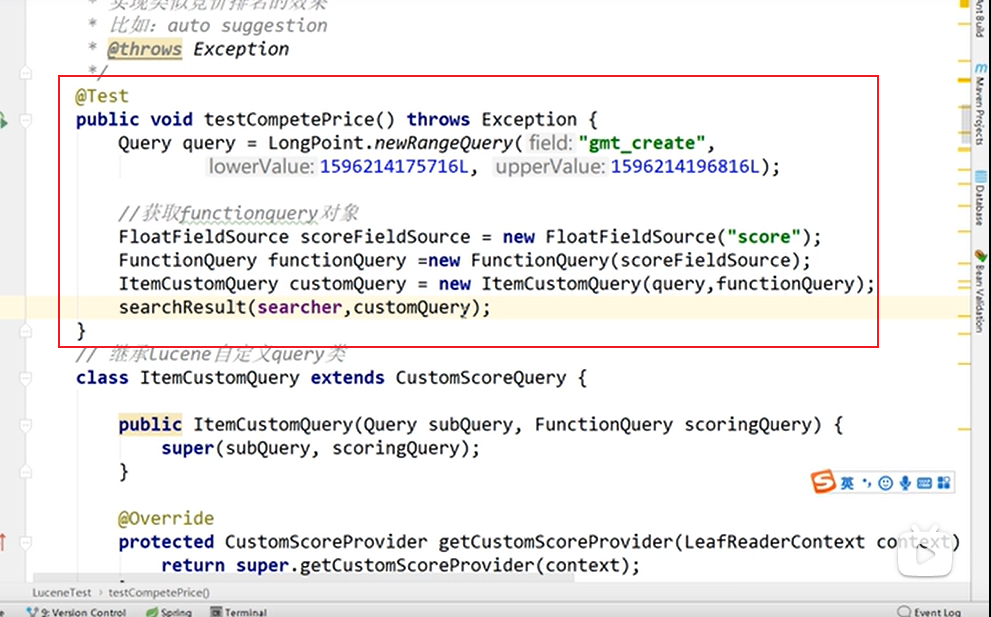 * 实现类似竞价排名的效果
* 比如：auto suggestion
* @throws Exception
*/
@Test
public void testCompetePrice() throws Exception {
Query query = LongPoint.newRangeQuery( field: "gmt_create",
lowerValue: 1596214175716L, upperValue: 1596214196816L);
//获取functionquery对象
FloatFieldSource scoreFieldSource = new FloatFieldSource("score");
FunctionQuery functionQuery =new FunctionQuery(scoreFieldSource);
ItemCustomQuery customQuery = new ItemCustomQuery(query,functionQuery);
searchResult(searcher,customQuery);
}
// 继承lucene自定义query类
class ItemCustomQuery extends CustomScoreQuery {
public ItemCustomQuery(Query subQuery, FunctionQuery scoringQuery) {
super(subQuery, scoringQuery);
}
@Override
protected CustomScoreProvider getCustomScoreProvider(LeafReaderContext context)
return super.getCustomScoreProvider(context);
LuceneTest › testCompetePrice()
9: Version Control Spring Terminal Event Log
Ant Build
Maven Projects
Database
Bean Validation
英